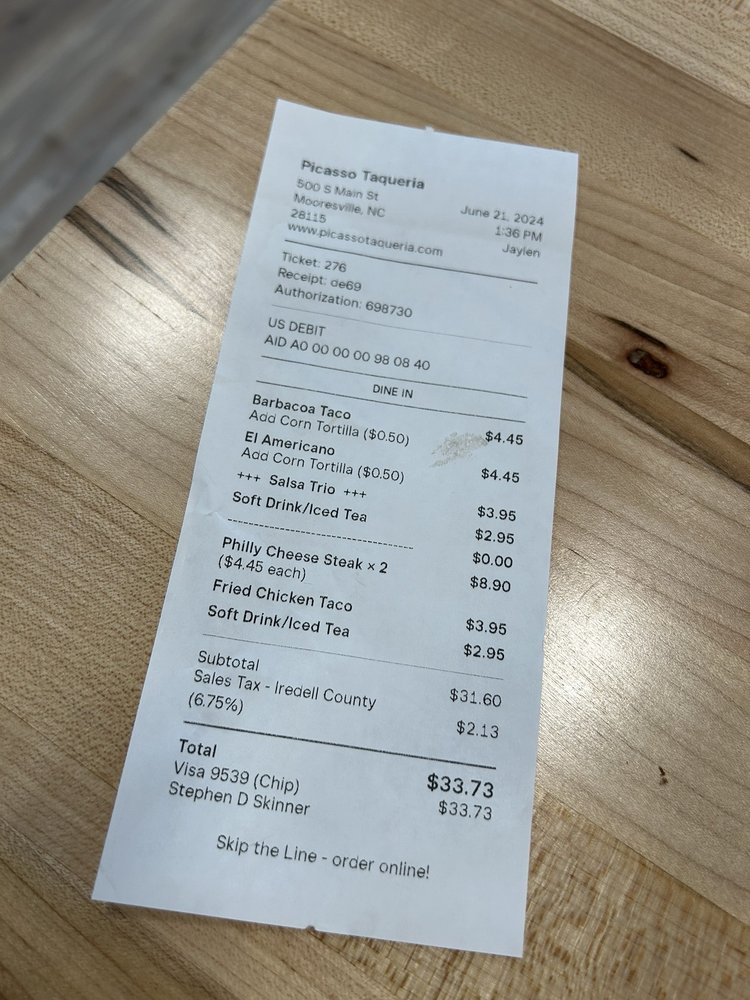 Picasso Taqueria
500 S Main St
Mooresville, NC
28115
www.picassotaqueria.com
June 21, 2024
1:36 PM
Jaylen
Ticket: 276
Receipt: de69
Authorization: 698730
US DEBIT
AID A0 00 00 00 98 08 40
DINE IN
Barbacoa Taco $4.45
Add Corn Tortilla ($0.50)
El Americano $4.45
Add Corn Tortilla ($0.50)
+++ Salsa Trio +++ $3.95
Soft Drink/Iced Tea $2.95
------------------------------ $0.00
Philly Cheese Steak × 2 $8.90
($4.45 each)
Fried Chicken Taco $3.95
Soft Drink/Iced Tea $2.95
Subtotal $31.60
Sales Tax - Iredell County $2.13
(6.75%)
Total $33.73
Visa 9539 (Chip) $33.73
Stephen D Skinner
Skip the Line - order online!